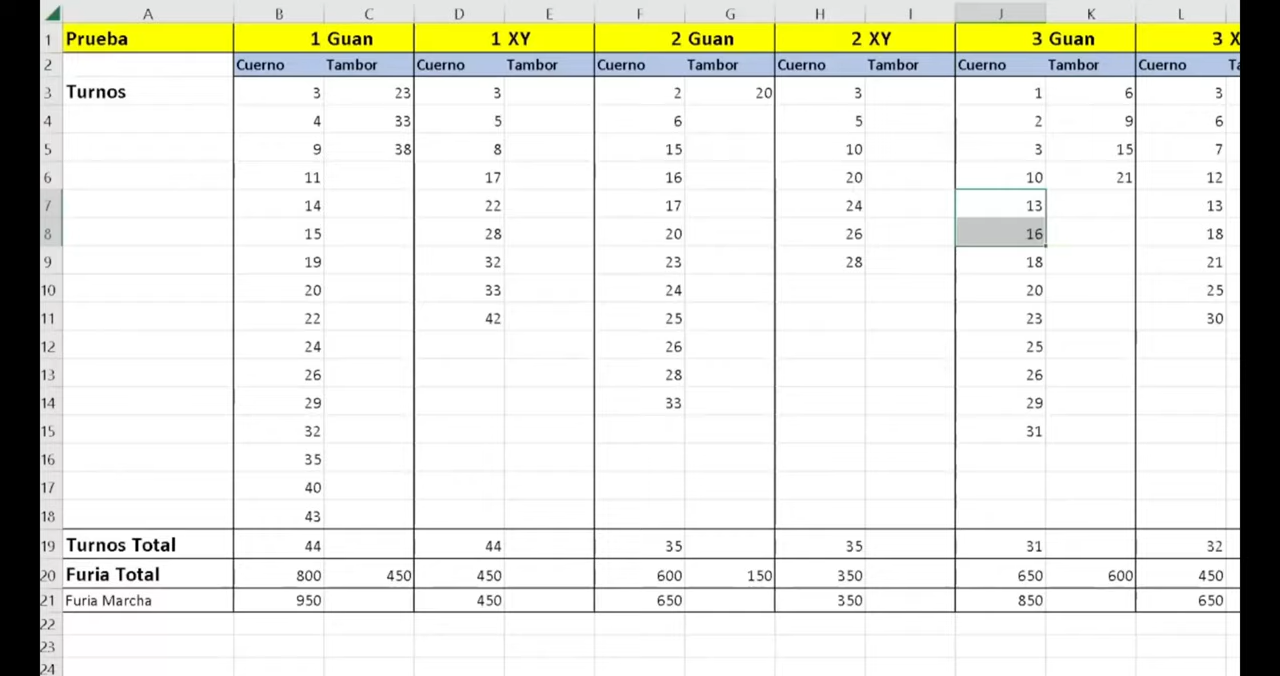 A B C D E F G H I J K L
1 Prueba 1 Guan 1 XY 2 Guan 2 XY 3 Guan 3 X
2 Cuerno Tambor Cuerno Tambor Cuerno Tambor Cuerno Tambor Cuerno Tambor Cuerno
3 Turnos 3 23 3 2 20 3 1 6 3
4 4 33 5 6 5 2 9 6
5 9 38 8 15 10 3 15 7
6 11 17 16 20 10 21 12
7 14 22 17 24 13 13
8 15 28 20 26 16 18
9 19 32 23 28 18 21
10 20 33 24 20 25
11 22 42 25 23 30
12 24 26 25
13 26 28 26
14 29 33 29
15 32 31
16 35
17 40
18 43
19 Turnos Total 44 44 35 35 31 32
20 Furia Total 800 450 450 600 150 350 650 600 450
21 Furia Marcha 950 450 650 350 850 650
22
23
24